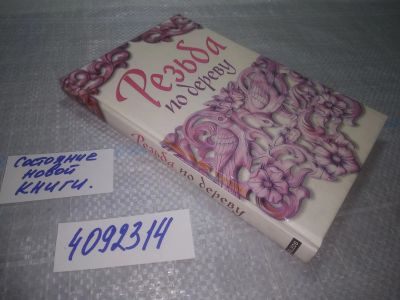 Резьба
по дереву
Резьба по дереву
Состояние
новой
книги.
4092314